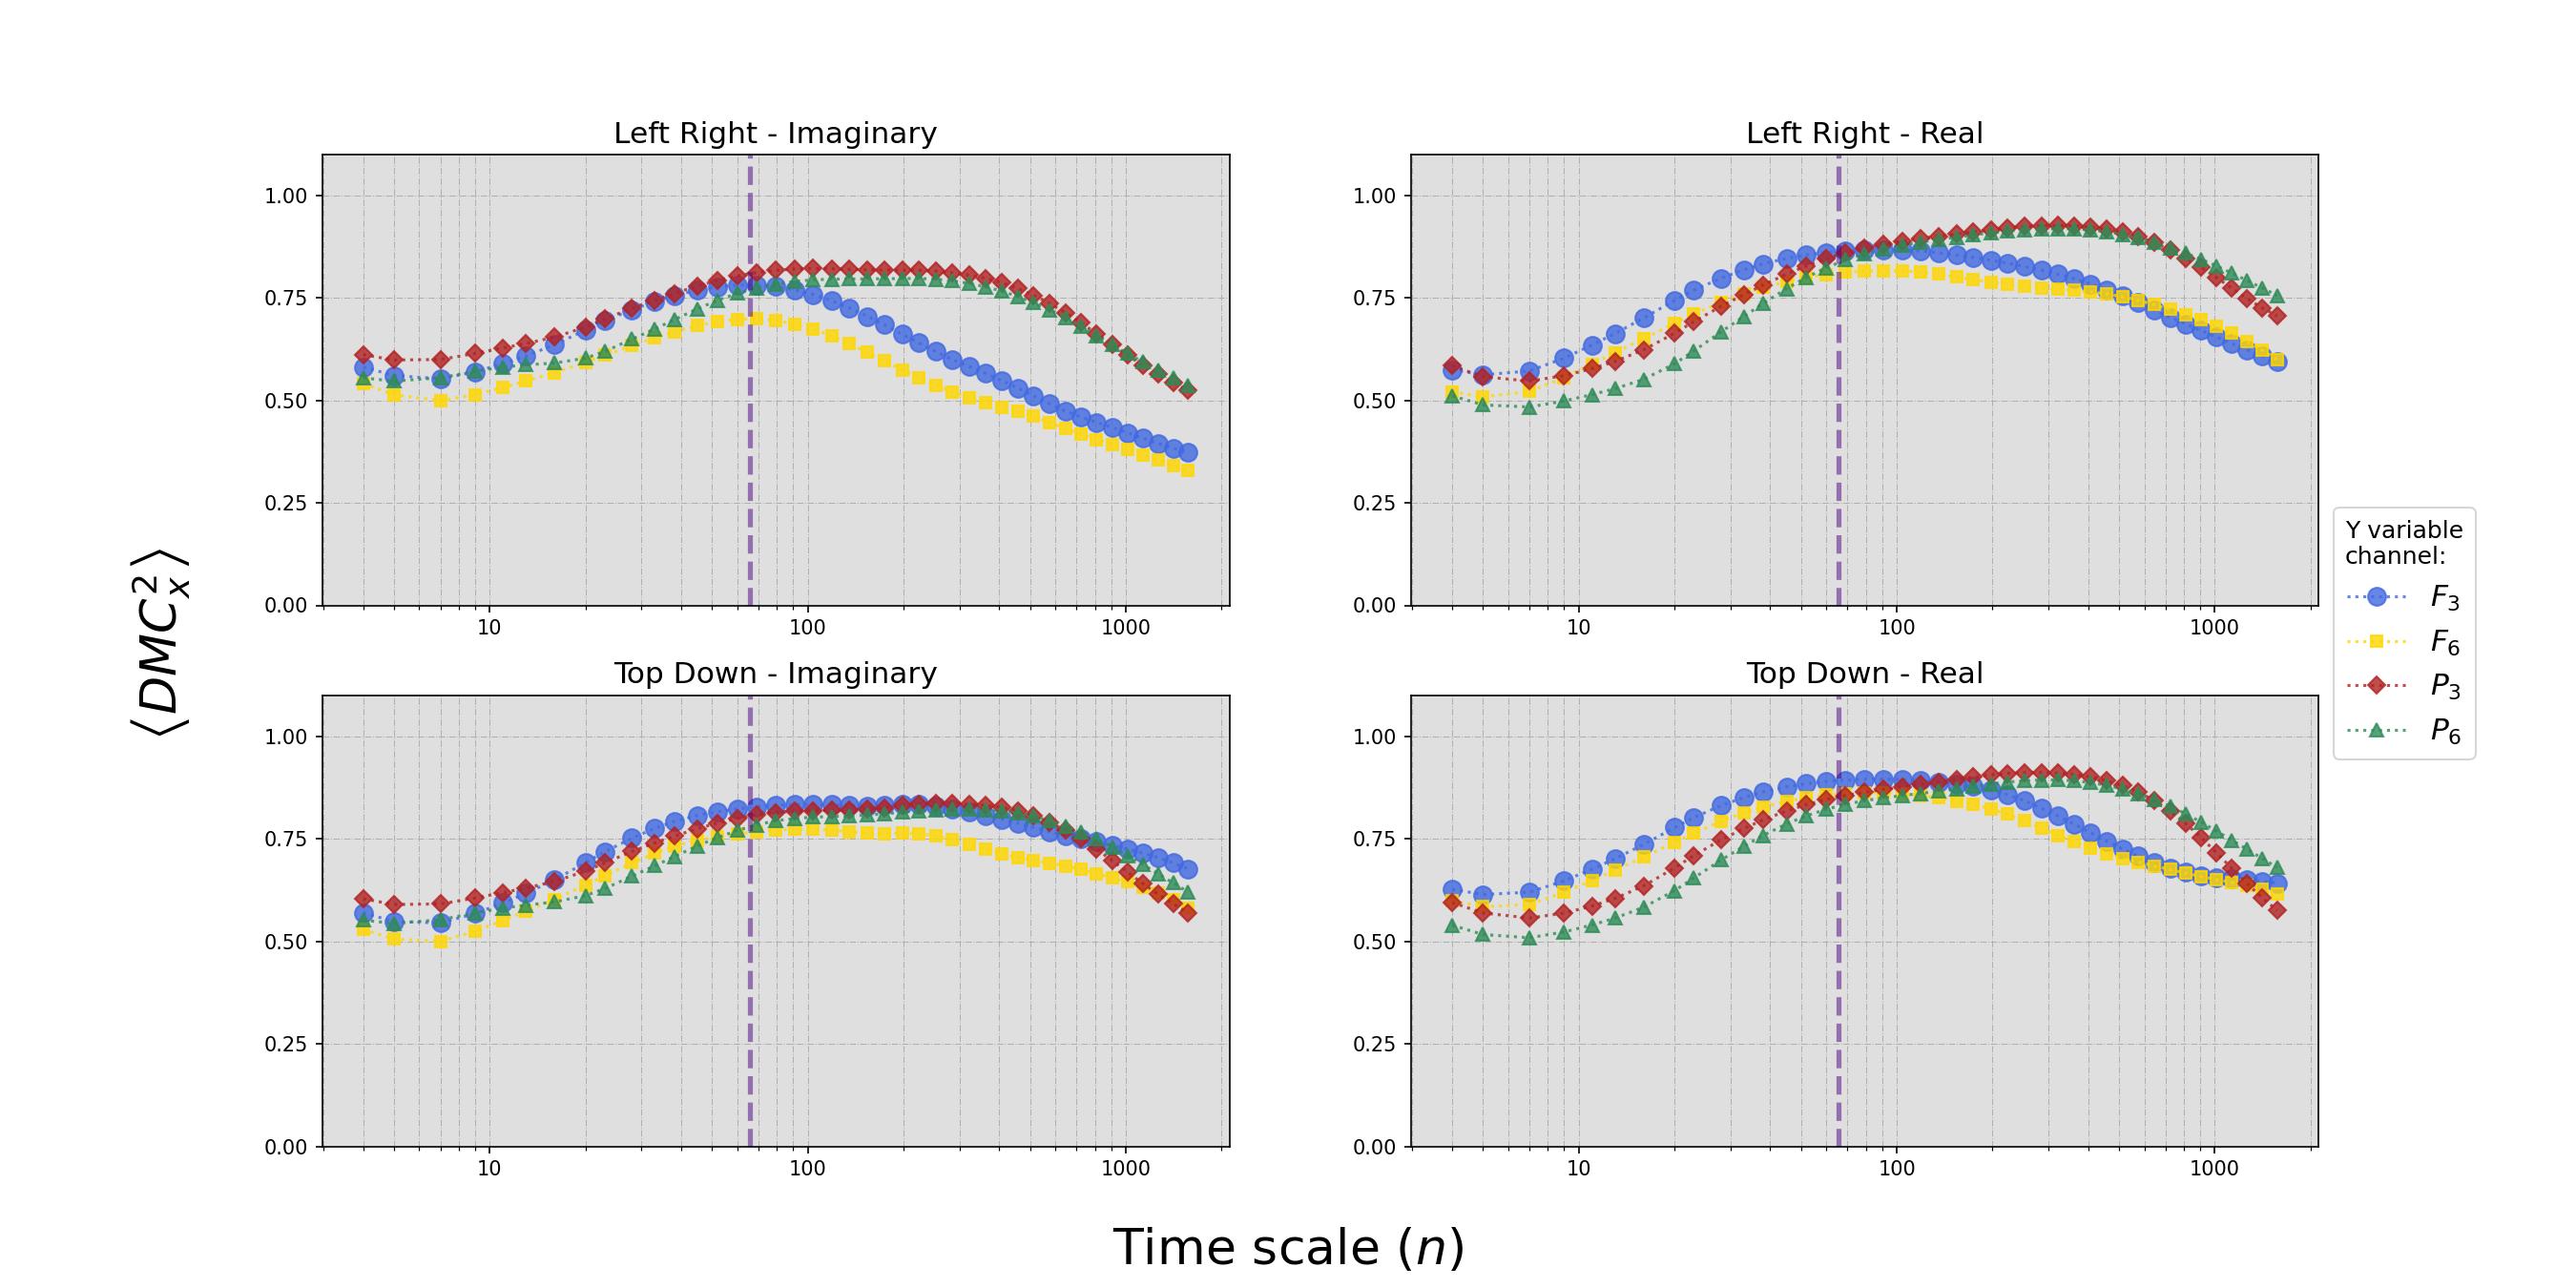 Left Right - Imaginary
1.00
0.75
0.50
0.25
0.00
10 100 1000
Left Right - Real
1.00
0.75
0.50
0.25
0.00
10 100 1000
Top Down - Imaginary
1.00
0.75
0.50
0.25
0.00
10 100 1000
Top Down - Real
1.00
0.75
0.50
0.25
0.00
10 100 1000
⟨DMC²ₓ⟩
Time scale (n)
Y variable
channel:
F₃
F₆
P₃
P₆